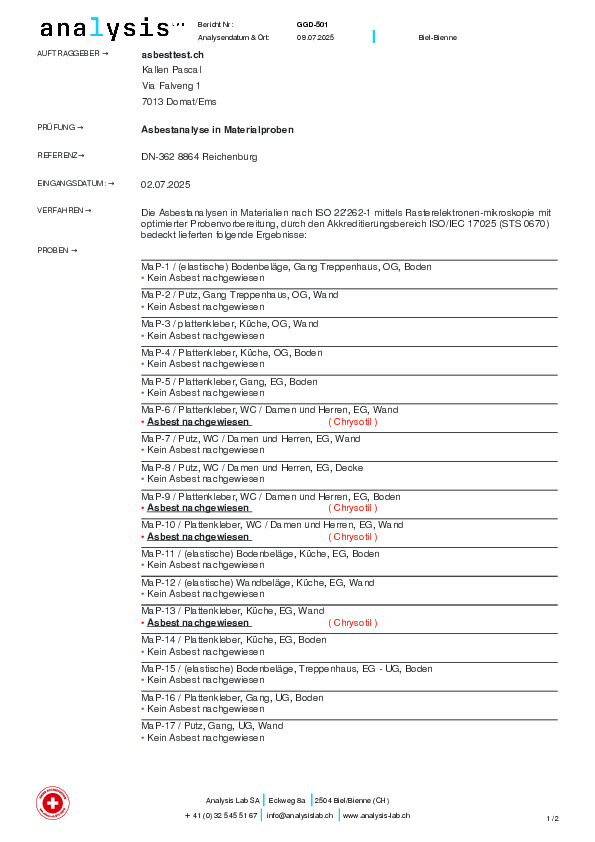 analysis
Bericht Nr: GGD-501
Analysendatum & Ort: 09.07.2025 Biel-Bienne
AUFTRAGGEBER → asbesttest.ch
Kallen Pascal
Via Falveng 1
7013 Domat/Ems
PRÜFUNG → Asbestanalyse in Materialproben
REFERENZ → DN-362 8864 Reichenburg
EINGANGSDATUM: → 02.07.2025
VERFAHREN → Die Asbestanalysen in Materialien nach ISO 22'262-1 mittels Rasterelektronen-mikroskopie mit
optimierter Probenvorbereitung, durch den Akkreditierungsbereich ISO/IEC 17'025 (STS 0670)
bedeckt lieferten folgende Ergebnisse:
PROBEN →
MaP-1 / (elastische) Bodenbeläge, Gang Treppenhaus, OG, Boden
• Kein Asbest nachgewiesen
MaP-2 / Putz, Gang Treppenhaus, OG, Wand
• Kein Asbest nachgewiesen
MaP-3 / plattenkleber, Küche, OG, Wand
• Kein Asbest nachgewiesen
MaP-4 / Plattenkleber, Küche, OG, Boden
• Kein Asbest nachgewiesen
MaP-5 / Plattenkleber, Gang, EG, Boden
• Kein Asbest nachgewiesen
MaP-6 / Plattenkleber, WC / Damen und Herren, EG, Wand
• Asbest nachgewiesen ( Chrysotil )
MaP-7 / Putz, WC / Damen und Herren, EG, Wand
• Kein Asbest nachgewiesen
MaP-8 / Putz, WC / Damen und Herren, EG, Decke
• Kein Asbest nachgewiesen
MaP-9 / Plattenkleber, WC / Damen und Herren, EG, Boden
• Asbest nachgewiesen ( Chrysotil )
MaP-10 / Plattenkleber, WC / Damen und Herren, EG, Wand
• Asbest nachgewiesen ( Chrysotil )
MaP-11 / (elastische) Bodenbeläge, Küche, EG, Boden
• Kein Asbest nachgewiesen
MaP-12 / (elastische) Wandbeläge, Küche, EG, Wand
• Kein Asbest nachgewiesen
MaP-13 / Plattenkleber, Küche, EG, Wand
• Asbest nachgewiesen ( Chrysotil )
MaP-14 / Plattenkleber, Küche, EG, Boden
• Kein Asbest nachgewiesen
MaP-15 / (elastische) Bodenbeläge, Treppenhaus, EG - UG, Boden
• Kein Asbest nachgewiesen
MaP-16 / Plattenkleber, Gang, UG, Boden
• Kein Asbest nachgewiesen
MaP-17 / Putz, Gang, UG, Wand
• Kein Asbest nachgewiesen
Analysis Lab SA | Eckweg 8a | 2504 Biel/Bienne (CH)
+ 41 (0) 32 545 51 67 | info@analysislab.ch | www.analysis-lab.ch
1 / 2